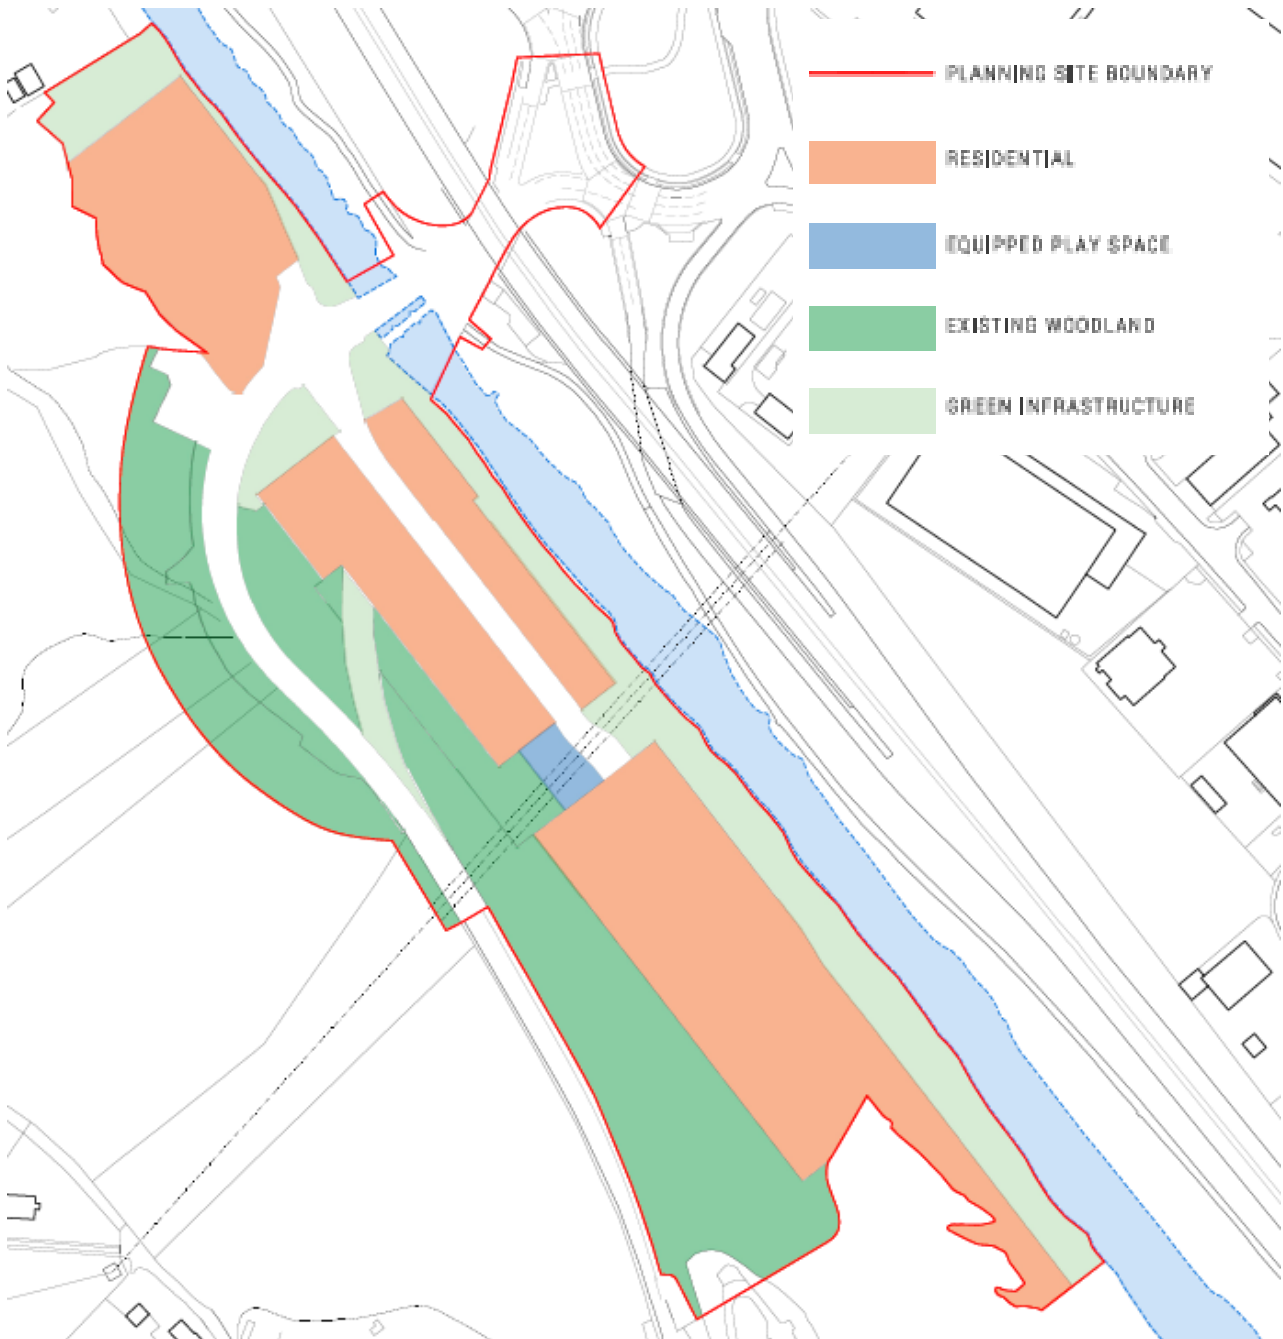 PLANNING SITE BOUNDARY
RESIDENTIAL
EQUIPPED PLAY SPACE
EXISTING WOODLAND
GREEN INFRASTRUCTURE